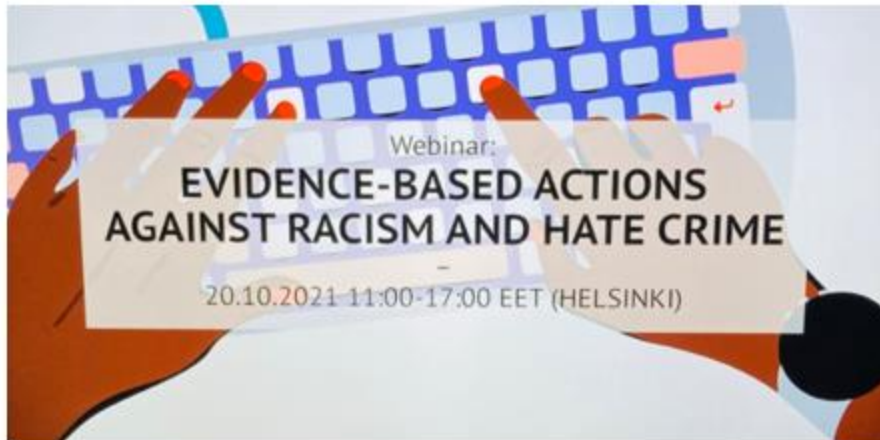 Webinar:
EVIDENCE-BASED ACTIONS
AGAINST RACISM AND HATE CRIME
–
20.10.2021 11:00-17:00 EET (HELSINKI)